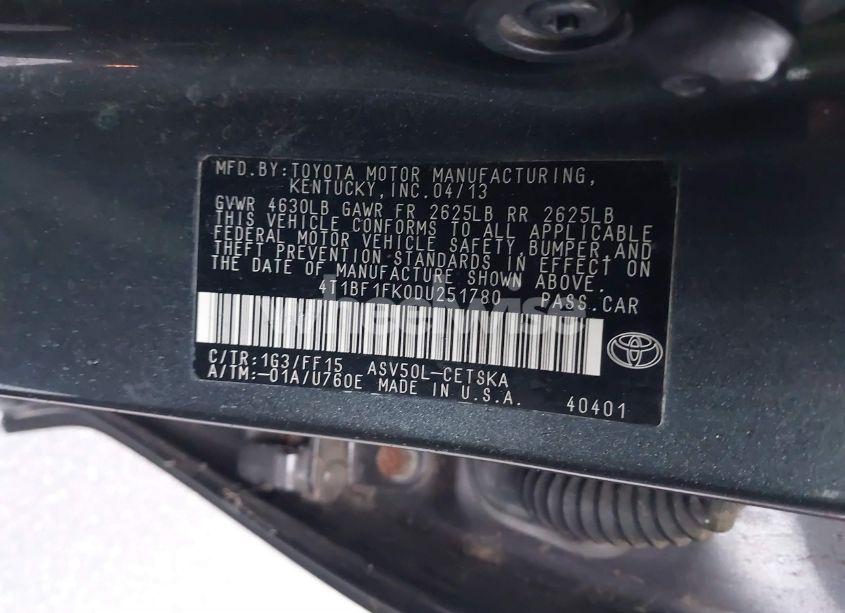 MFD.BY:TOYOTA MOTOR MANUFACTURING,
KENTUCKY,INC.04/13
GVWR 4630LB GAWR FR 2625LB RR 2625LB
THIS VEHICLE CONFORMS TO ALL APPLICABLE
FEDERAL MOTOR VEHICLE SAFETY,BUMPER,AND
THEFT PREVENTION STANDARDS IN EFFECT ON
THE DATE OF MANUFACTURE SHOWN ABOVE.
4T1BF1FK0DU251780 PASS.CAR
wheelwise
C/TR:1G3/FF15 ASV50L-CETSKA
A/TM:-01A/U760E MADE IN U.S.A. 40401